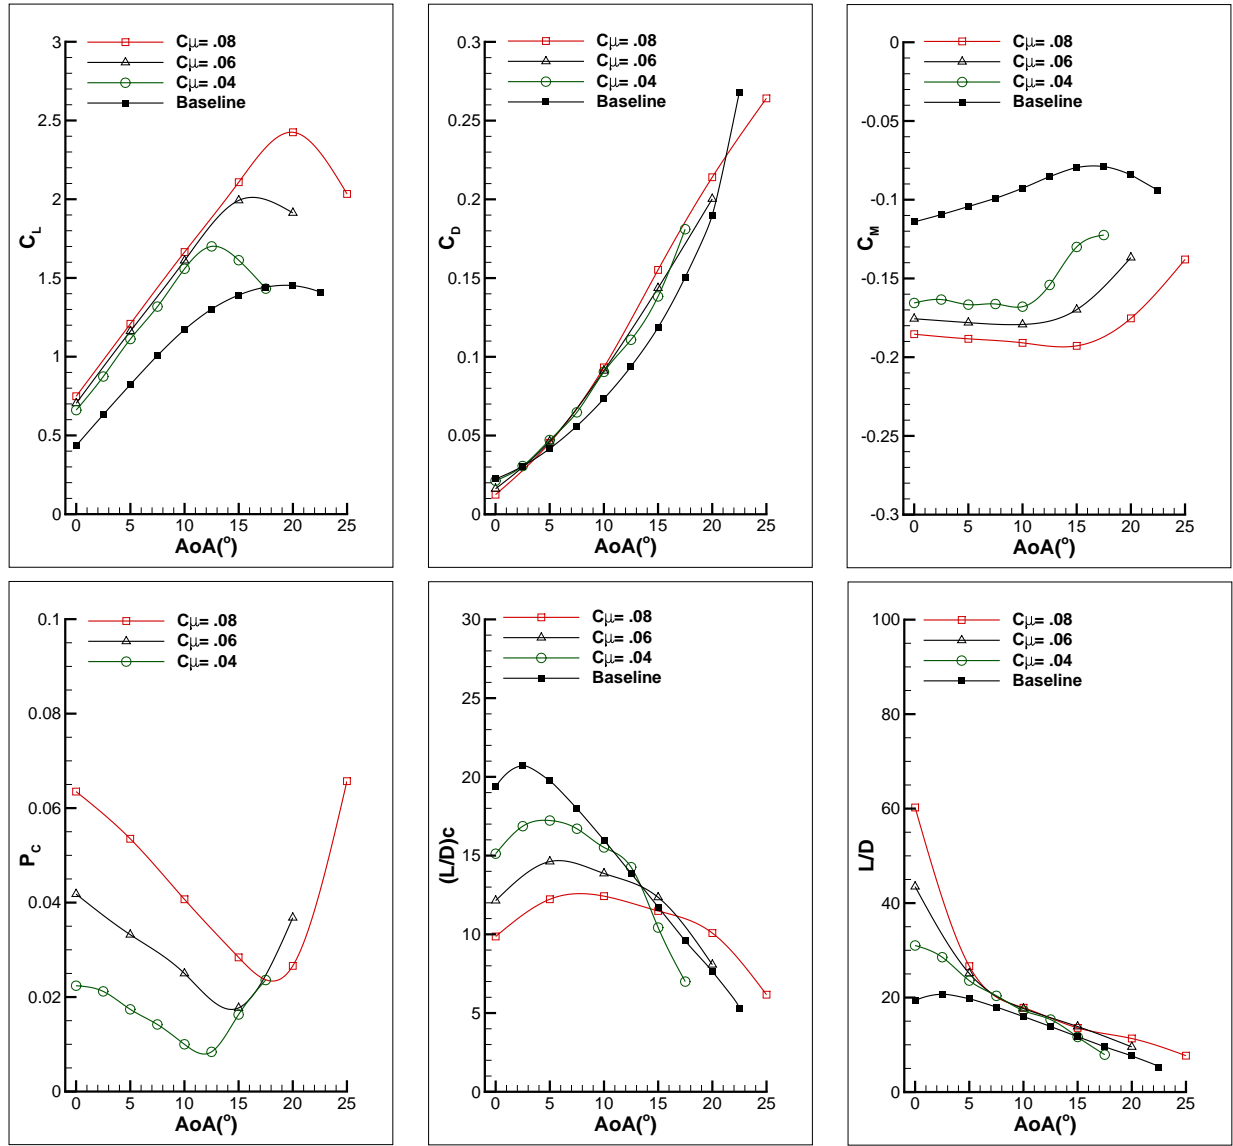 Cμ= .08
Cμ= .06
Cμ= .04
Baseline
3
2.5
2
1.5
1
0.5
0
C_L
0 5 10 15 20 25
AoA(°)
Cμ= .08
Cμ= .06
Cμ= .04
Baseline
0.3
0.25
0.2
0.15
0.1
0.05
0
C_D
0 5 10 15 20 25
AoA(°)
Cμ= .08
Cμ= .06
Cμ= .04
Baseline
0
-0.05
-0.1
-0.15
-0.2
-0.25
-0.3
C_M
0 5 10 15 20 25
AoA(°)
Cμ= .08
Cμ= .06
Cμ= .04
0.1
0.08
0.06
0.04
0.02
0
P_C
0 5 10 15 20 25
AoA(°)
Cμ= .08
Cμ= .06
Cμ= .04
Baseline
30
25
20
15
10
5
0
(L/D)c
0 5 10 15 20 25
AoA(°)
Cμ= .08
Cμ= .06
Cμ= .04
Baseline
100
80
60
40
20
0
L/D
0 5 10 15 20 25
AoA(°)